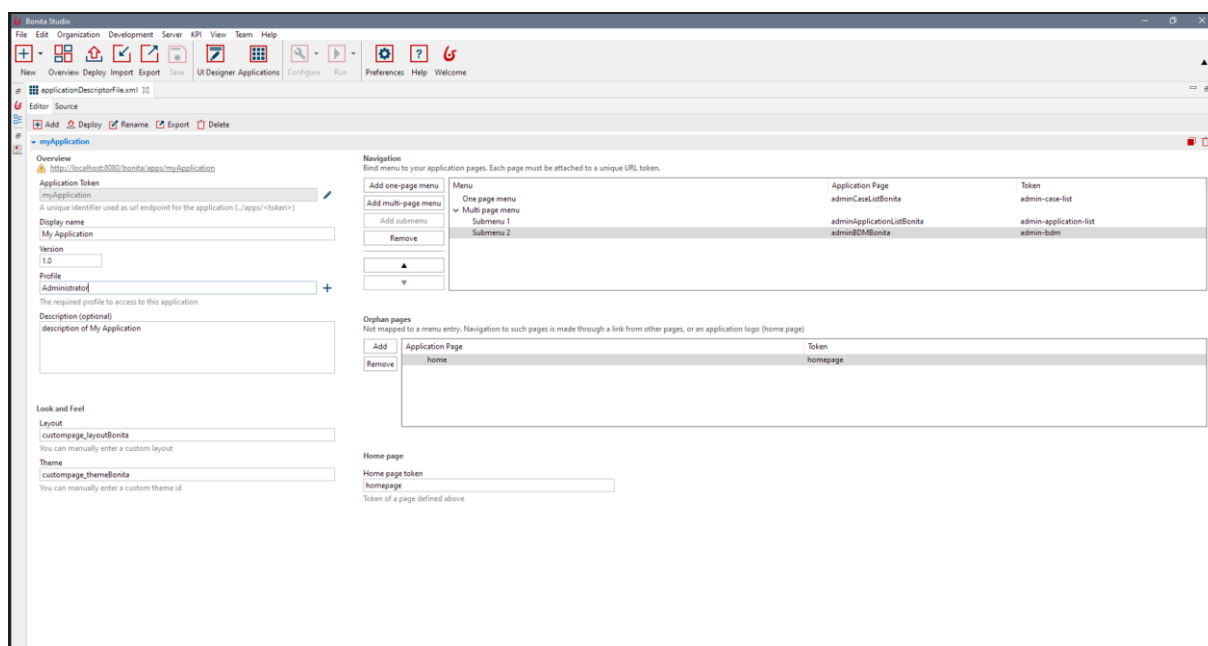 Bonita Studio
File Edit Organization Development Server KPI View Team Help
New Overview Deploy Import Export Save UI Designer Applications Configure Run Preferences Help Welcome
applicationDescriptorFile.xml
Editor Source
Add Deploy Rename Export Delete
myApplication
Overview
http://localhost:8080/bonita/apps/myApplication
Application Token
myApplication
A unique identifier used as url endpoint for the application (../apps/<token>)
Display name
My Application
Version
1.0
Profile
Administrator
The required profile to access to this application
Description (optional)
description of My Application
Look and Feel
Layout
custompage_layoutBonita
You can manually enter a custom layout
Theme
custompage_themeBonita
You can manually enter a custom theme id
Navigation
Bind menu to your application pages. Each page must be attached to a unique URL token.
Add one-page menu
Add multi-page menu
Add submenu
Remove
Menu Application Page Token
One page menu adminCaseListBonita admin-case-list
Multi page menu
Submenu 1 adminApplicationListBonita admin-application-list
Submenu 2 adminBDMBonita admin-bdm
Orphan pages
Not mapped to a menu entry. Navigation to such pages is made through a link from other pages, or an application logo (home page)
Add
Remove
Application Page Token
home homepage
Home page
Home page token
homepage
Token of a page defined above